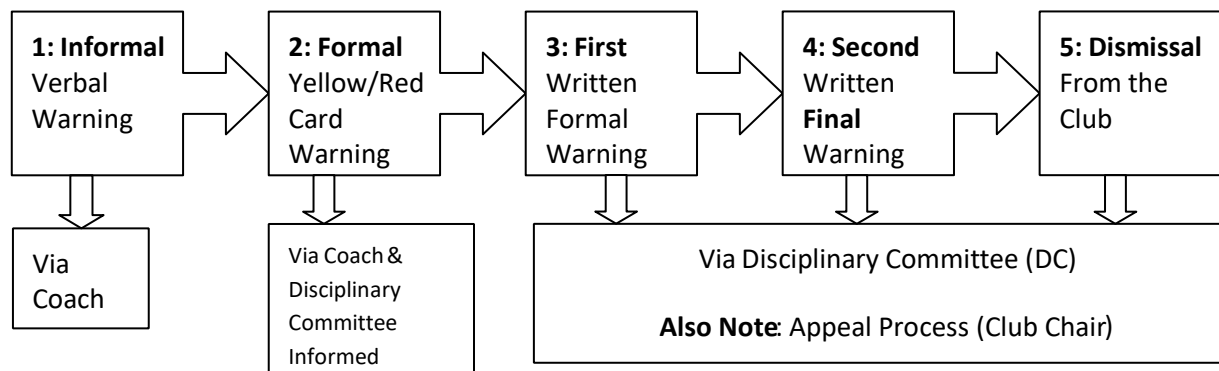 1: Informal
Verbal
Warning
2: Formal
Yellow/Red
Card
Warning
3: First
Written
Formal
Warning
4: Second
Written
Final
Warning
5: Dismissal
From the
Club
Via
Coach
Via Coach &
Disciplinary
Committee
Informed
Via Disciplinary Committee (DC)
Also Note: Appeal Process (Club Chair)